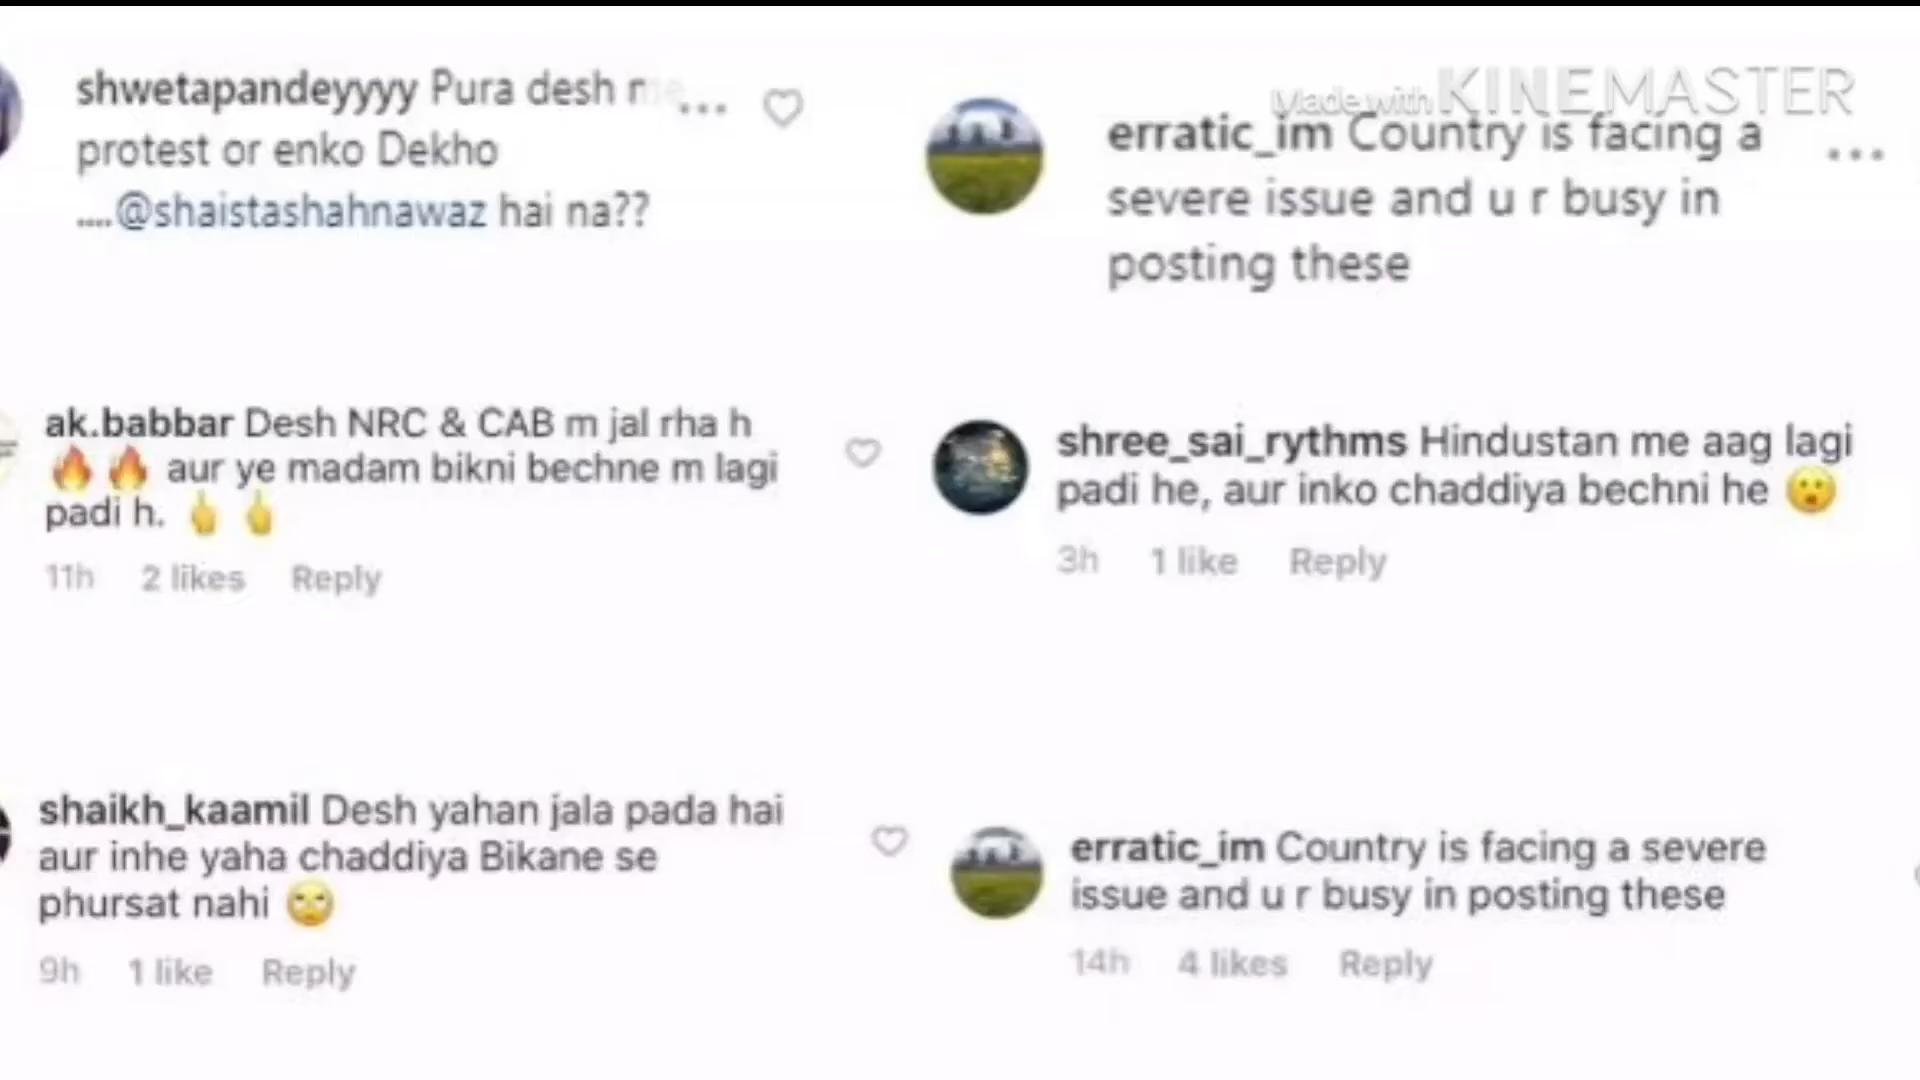 shwetapandeyyyy Pura desh me ...
protest or enko Dekho
....@shaistashahnawaz hai na??
Made with KINEMASTER
erratic_im Country is facing a
severe issue and u r busy in
posting these
ak.babbar Desh NRC & CAB m jal rha h
🔥🔥 aur ye madam bikni bechne m lagi
padi h. 🖕🖕
11h 2 likes Reply
shree_sai_rythms Hindustan me aag lagi
padi he, aur inko chaddiya bechni he 😮
3h 1 like Reply
shaikh_kaamil Desh yahan jala pada hai
aur inhe yaha chaddiya Bikane se
phursat nahi 🙄
9h 1 like Reply
erratic_im Country is facing a severe
issue and u r busy in posting these
14h 4 likes Reply